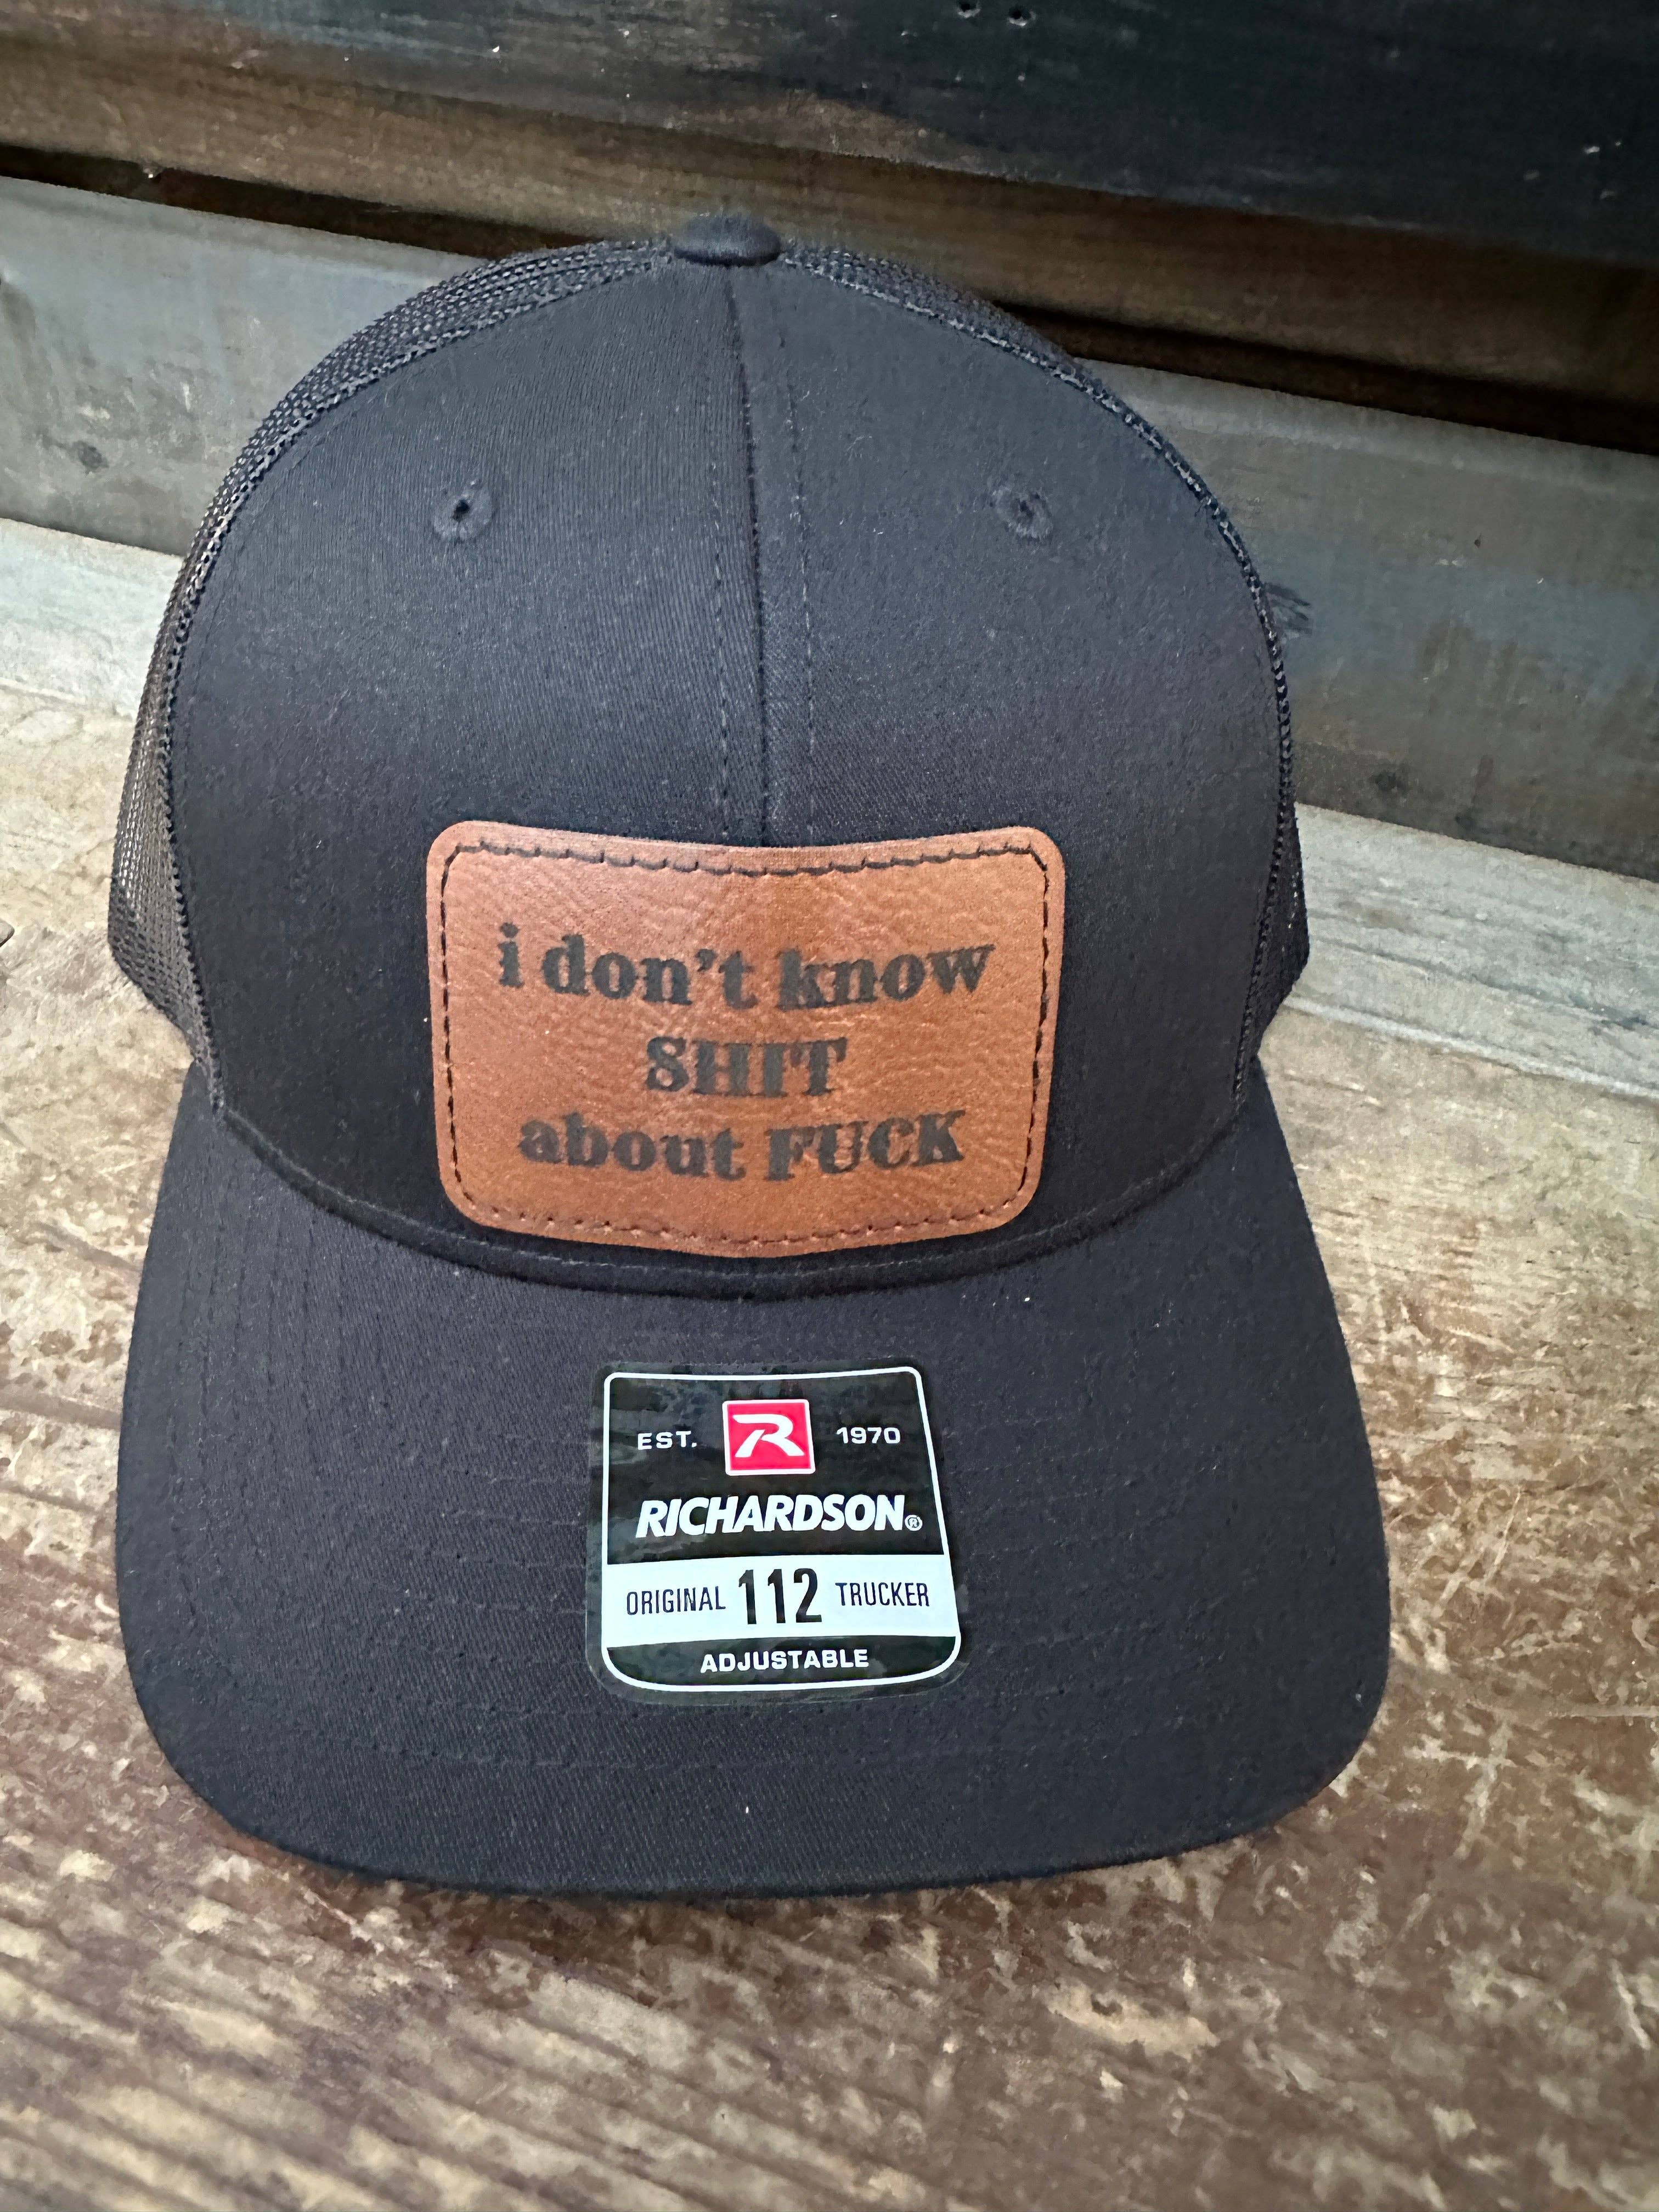 i don't know
SHIT
about FUCK
EST. R 1970
RICHARDSON®
ORIGINAL 112 TRUCKER
ADJUSTABLE